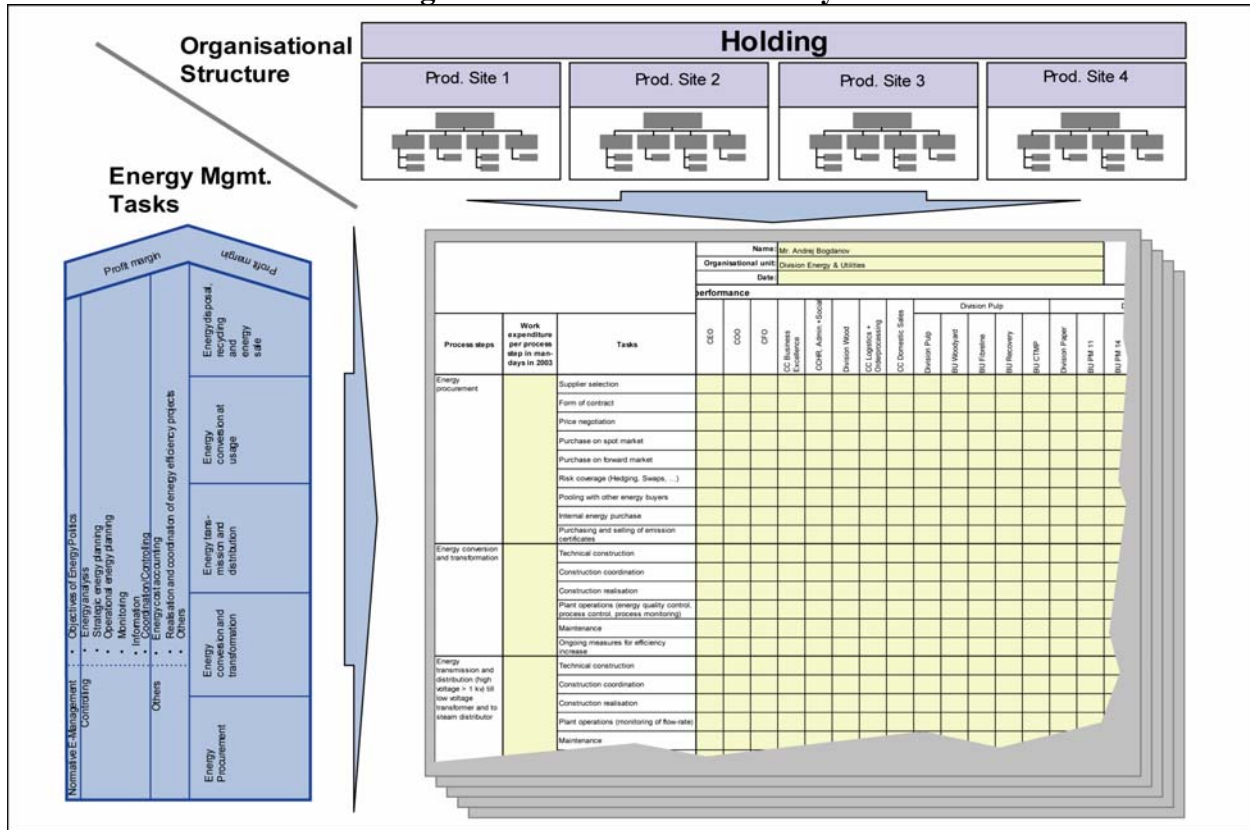 Organisational
Structure
Holding
Prod. Site 1
Prod. Site 2
Prod. Site 3
Prod. Site 4
Energy Mgmt.
Tasks
Profit margin
Profit margin
Normative E-Management
• Objectives of Energy Politics
Controlling
• Energy analysis
• Strategic energy planning
• Operational energy planning
• Monitoring
• Information
• Coordination/Controlling
Others
• Energy cost accounting
• Realisation and coordination of energy efficiency projects
• Others
Energy disposal,
recycling
and
energy
sale
Energy
conversion at
usage
Energy trans-
mission and
distribution
Energy
conversion and
transformation
Energy
Procurement
Name: Mr. Andrej Bogdanov
Organisational unit: Division Energy & Utilities
Date:
performance
Division Pulp
D
Process steps
Work
expenditure
per process
step in man-
days in 2003
Tasks
CEO
COO
CFO
CC Business
Excellence
CCHR, Admin.+Social
Division Wood
CC Logistics +
Orderprocessing
CC Domestic Sales
Division Pulp
BU Woodyard
BU Fibreline
BU Recovery
BU CTMP
Division Paper
BU PM 11
BU PM 14
Energy
procurement
Supplier selection
Form of contract
Price negotiation
Purchase on spot market
Purchase on forward market
Risk coverage (Hedging, Swaps, ...)
Pooling with other energy buyers
Internal energy purchase
Purchasing and selling of emission
certificates
Energy conversion
and transformation
Technical construction
Construction coordination
Construction realisation
Plant operations (energy quality control,
process control, process monitoring)
Maintenance
Ongoing measures for efficiency
increase
Energy
transmission and
distribution (high
voltage > 1 kv) till
low voltage
transformer and to
steam distributor
Technical construction
Construction coordination
Construction realisation
Plant operations (monitoring of flow-rate)
Maintenance